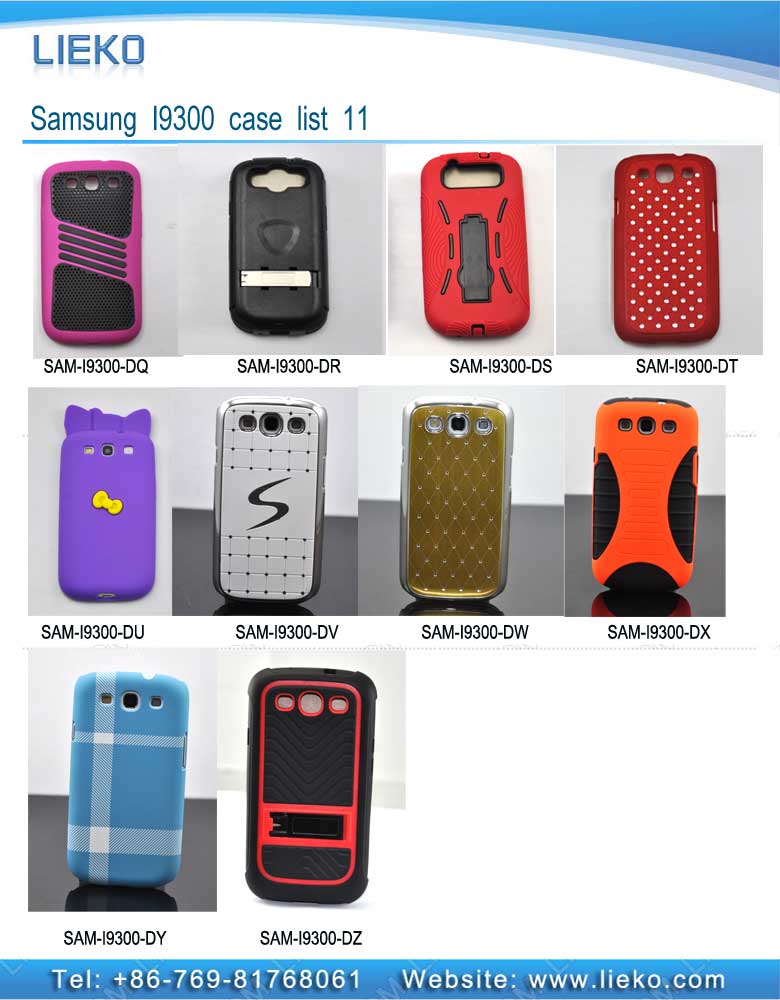 LIEKO
Samsung I9300 case list 11
SAM-I9300-DQ SAM-I9300-DR SAM-I9300-DS SAM-I9300-DT
SAM-I9300-DU SAM-I9300-DV SAM-I9300-DW SAM-I9300-DX
SAM-I9300-DY SAM-I9300-DZ
Tel: +86-769-81768061 Website: www.lieko.com